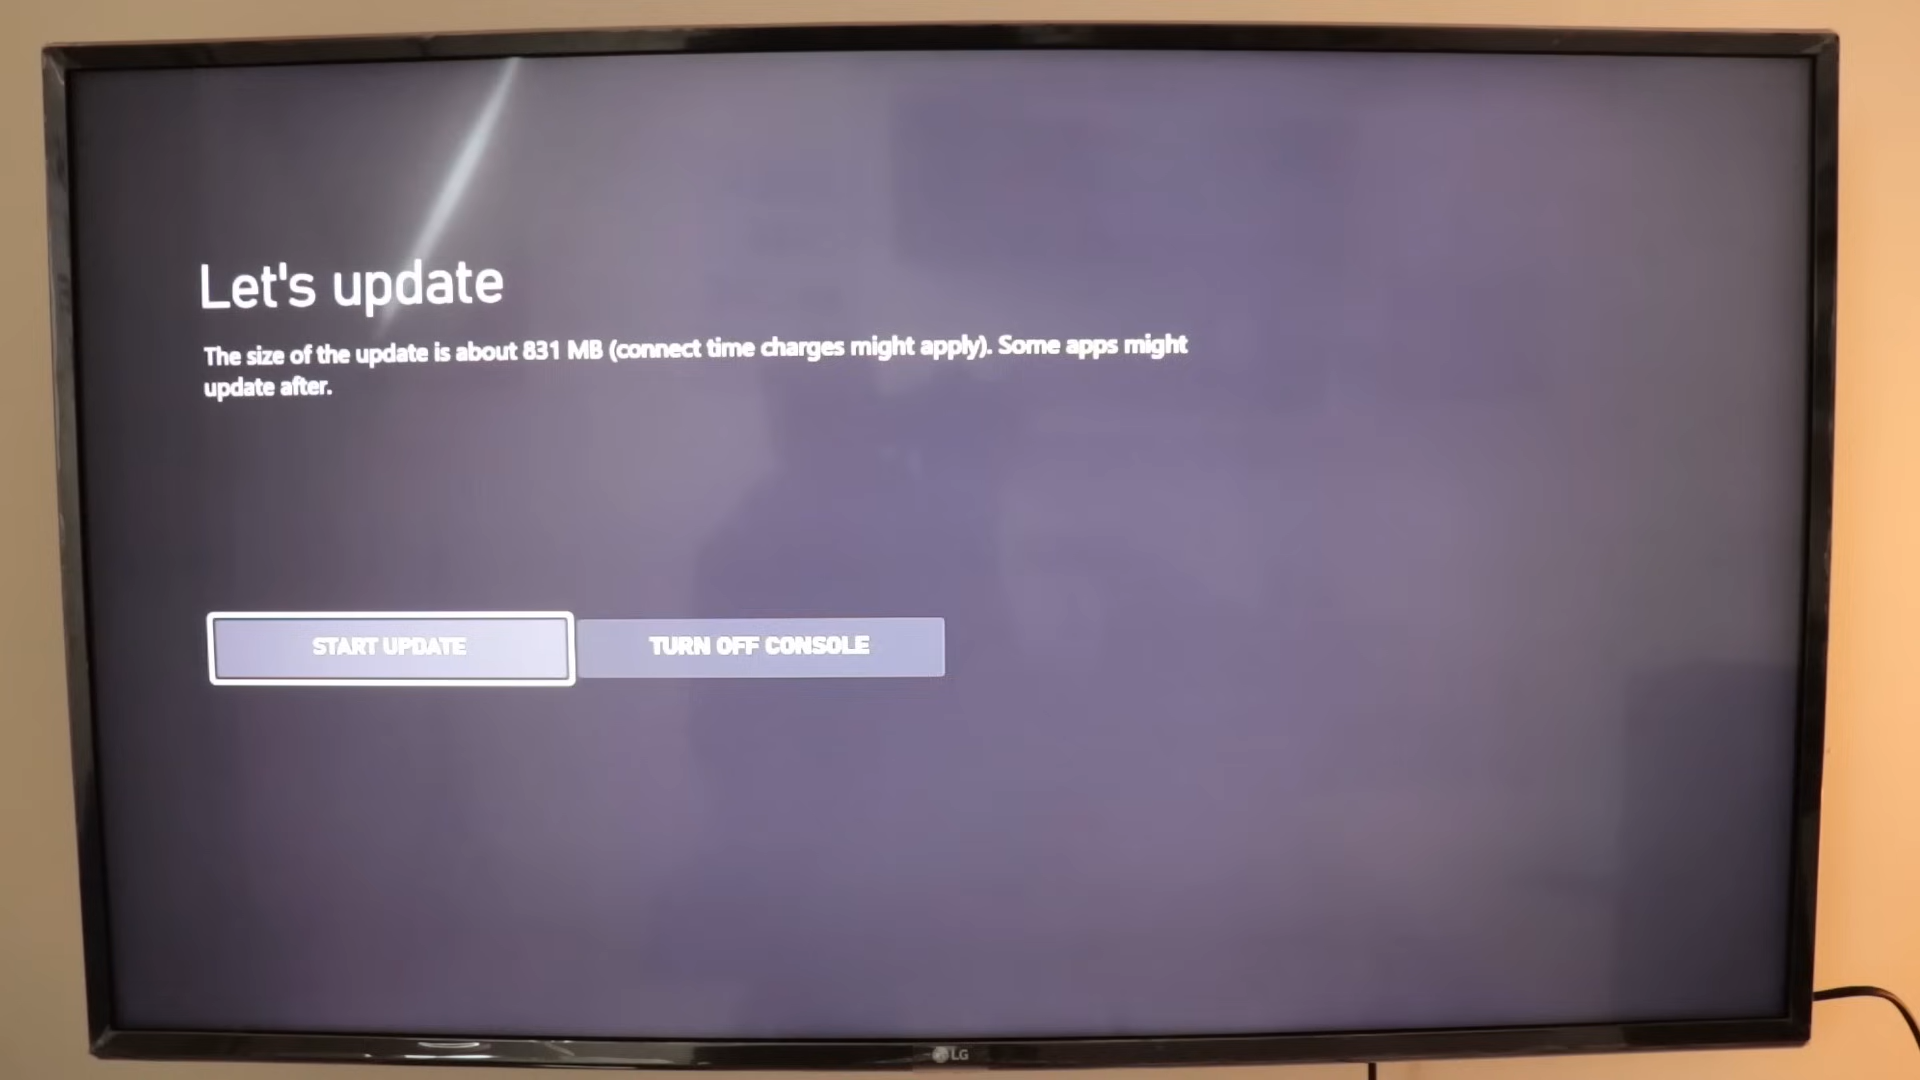 Let's update
The size of the update is about 831 MB (connect time charges might apply). Some apps might
update after.
START UPDATE
TURN OFF CONSOLE
LG